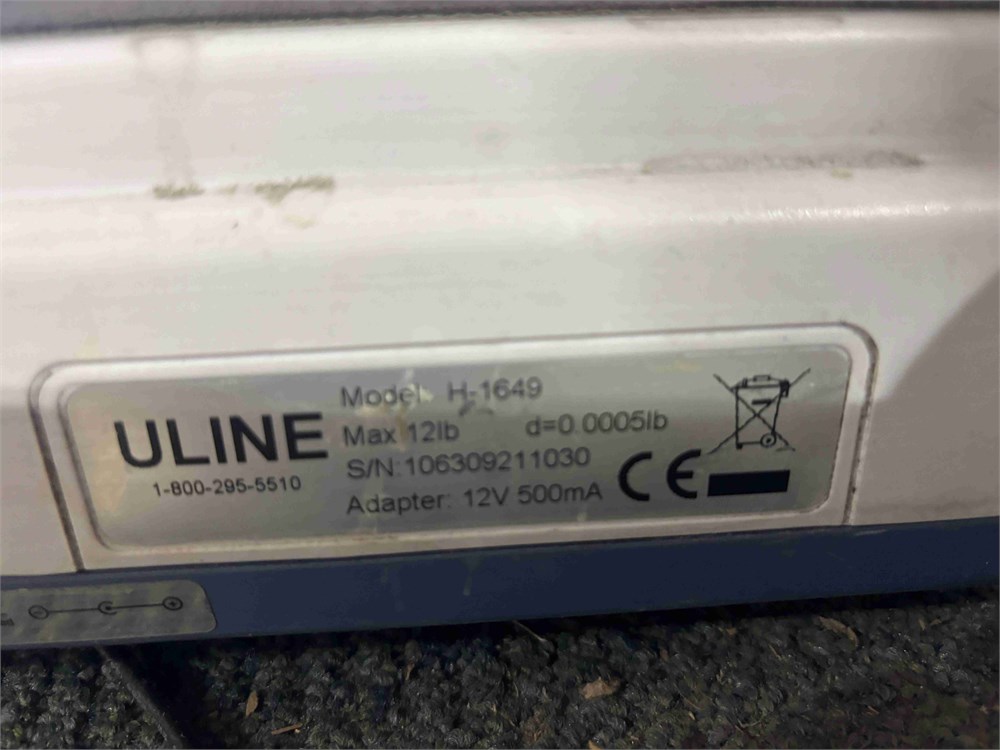 ULINE
1-800-295-5510
Model: H-1649
Max 12lb d=0.0005lb
S/N:106309211030
Adapter: 12V 500mA
CE